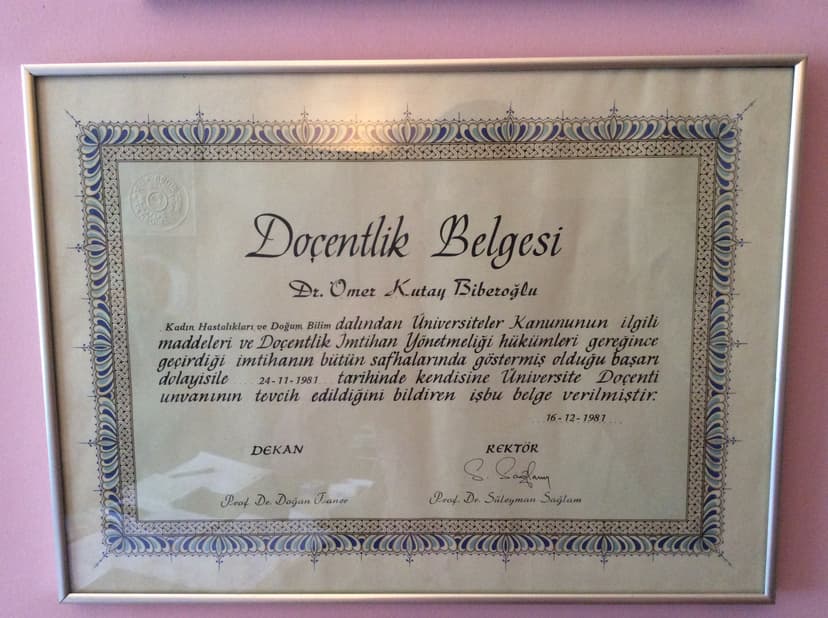 Doçentlik Belgesi
Dr. Ömer Kutay Biberoğlu
Kadın Hastalıkları ve Doğum Bilim dalından Üniversiteler Kanununun ilgili
maddeleri ve Doçentlik İmtihan Yönetmeliği hükümleri gereğince
geçirdiği imtihanın bütün safhalarında göstermiş olduğu başarı
dolayisile 24-11-1981 tarihinde kendisine Üniversite Doçenti
unvanının tevcih edildiğini bildiren işbu belge verilmiştir.
16-12-1981
DEKAN REKTÖR
S. Sağlam
Prof. Dr. Doğan Taner Prof. Dr. Süleyman Sağlam